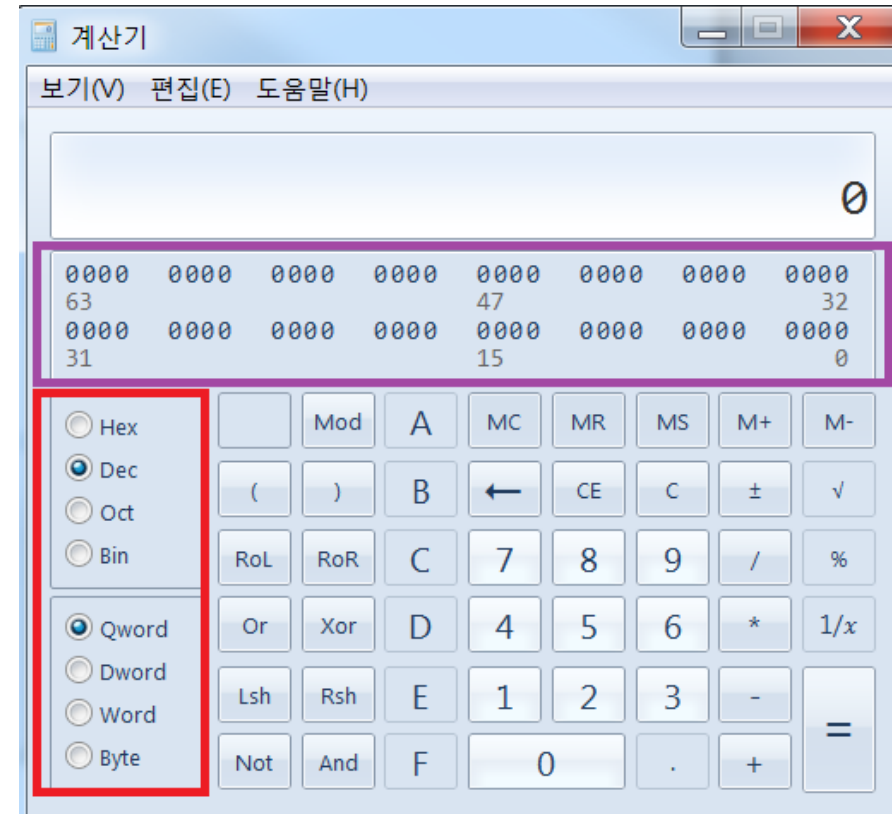 계산기
보기(V) 편집(E) 도움말(H)
0
0000 0000 0000 0000 0000 0000 0000 0000
63 47 32
0000 0000 0000 0000 0000 0000 0000 0000
31 15 0
Hex Mod A MC MR MS M+ M-
Dec
Oct ( ) B ← CE C ± √
Bin RoL RoR C 7 8 9 / %
Qword Or Xor D 4 5 6 * 1/x
Dword
Word Lsh Rsh E 1 2 3 - =
Byte Not And F 0 . +